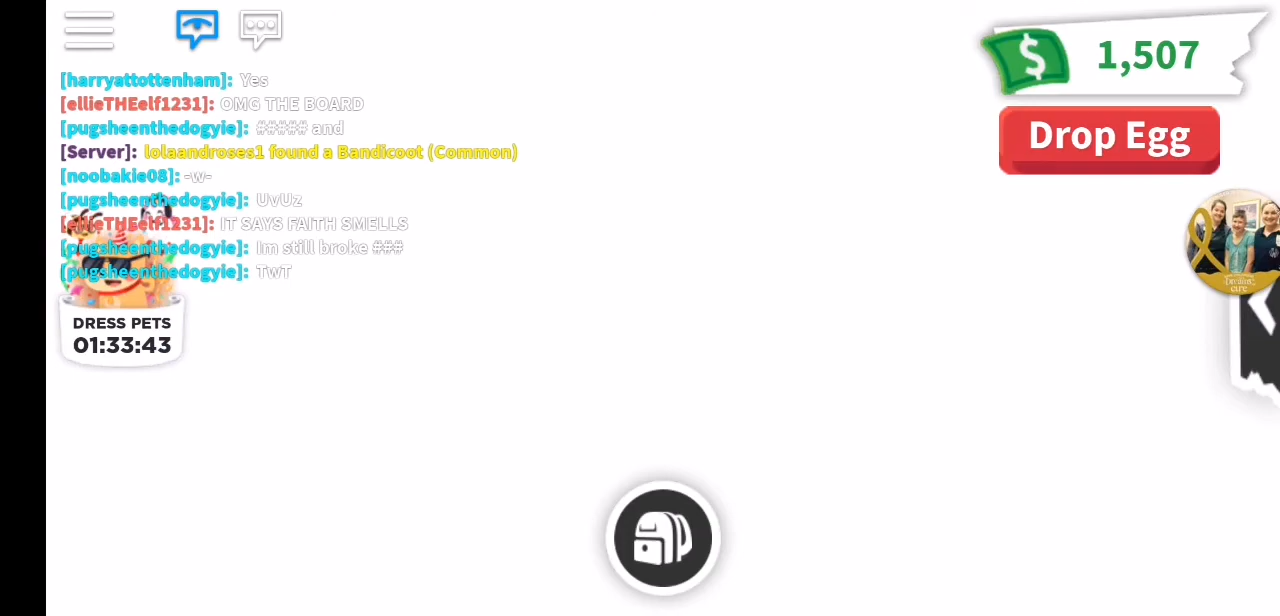 [harryattottenham]: Yes
[ellieTHEelf1231]: OMG THE BOARD
[pugsheenthedogyie]: ##### and
[Server]: lolaandroses1 found a Bandicoot (Common)
[noobakie08]: -w-
[pugsheenthedogyie]: UvUz
[ellieTHEelf1231]: IT SAYS FAITH SMELLS
[pugsheenthedogyie]: Im still broke ###
[pugsheenthedogyie]: TWT
DRESS PETS
01:33:43
$ 1,507
Drop Egg